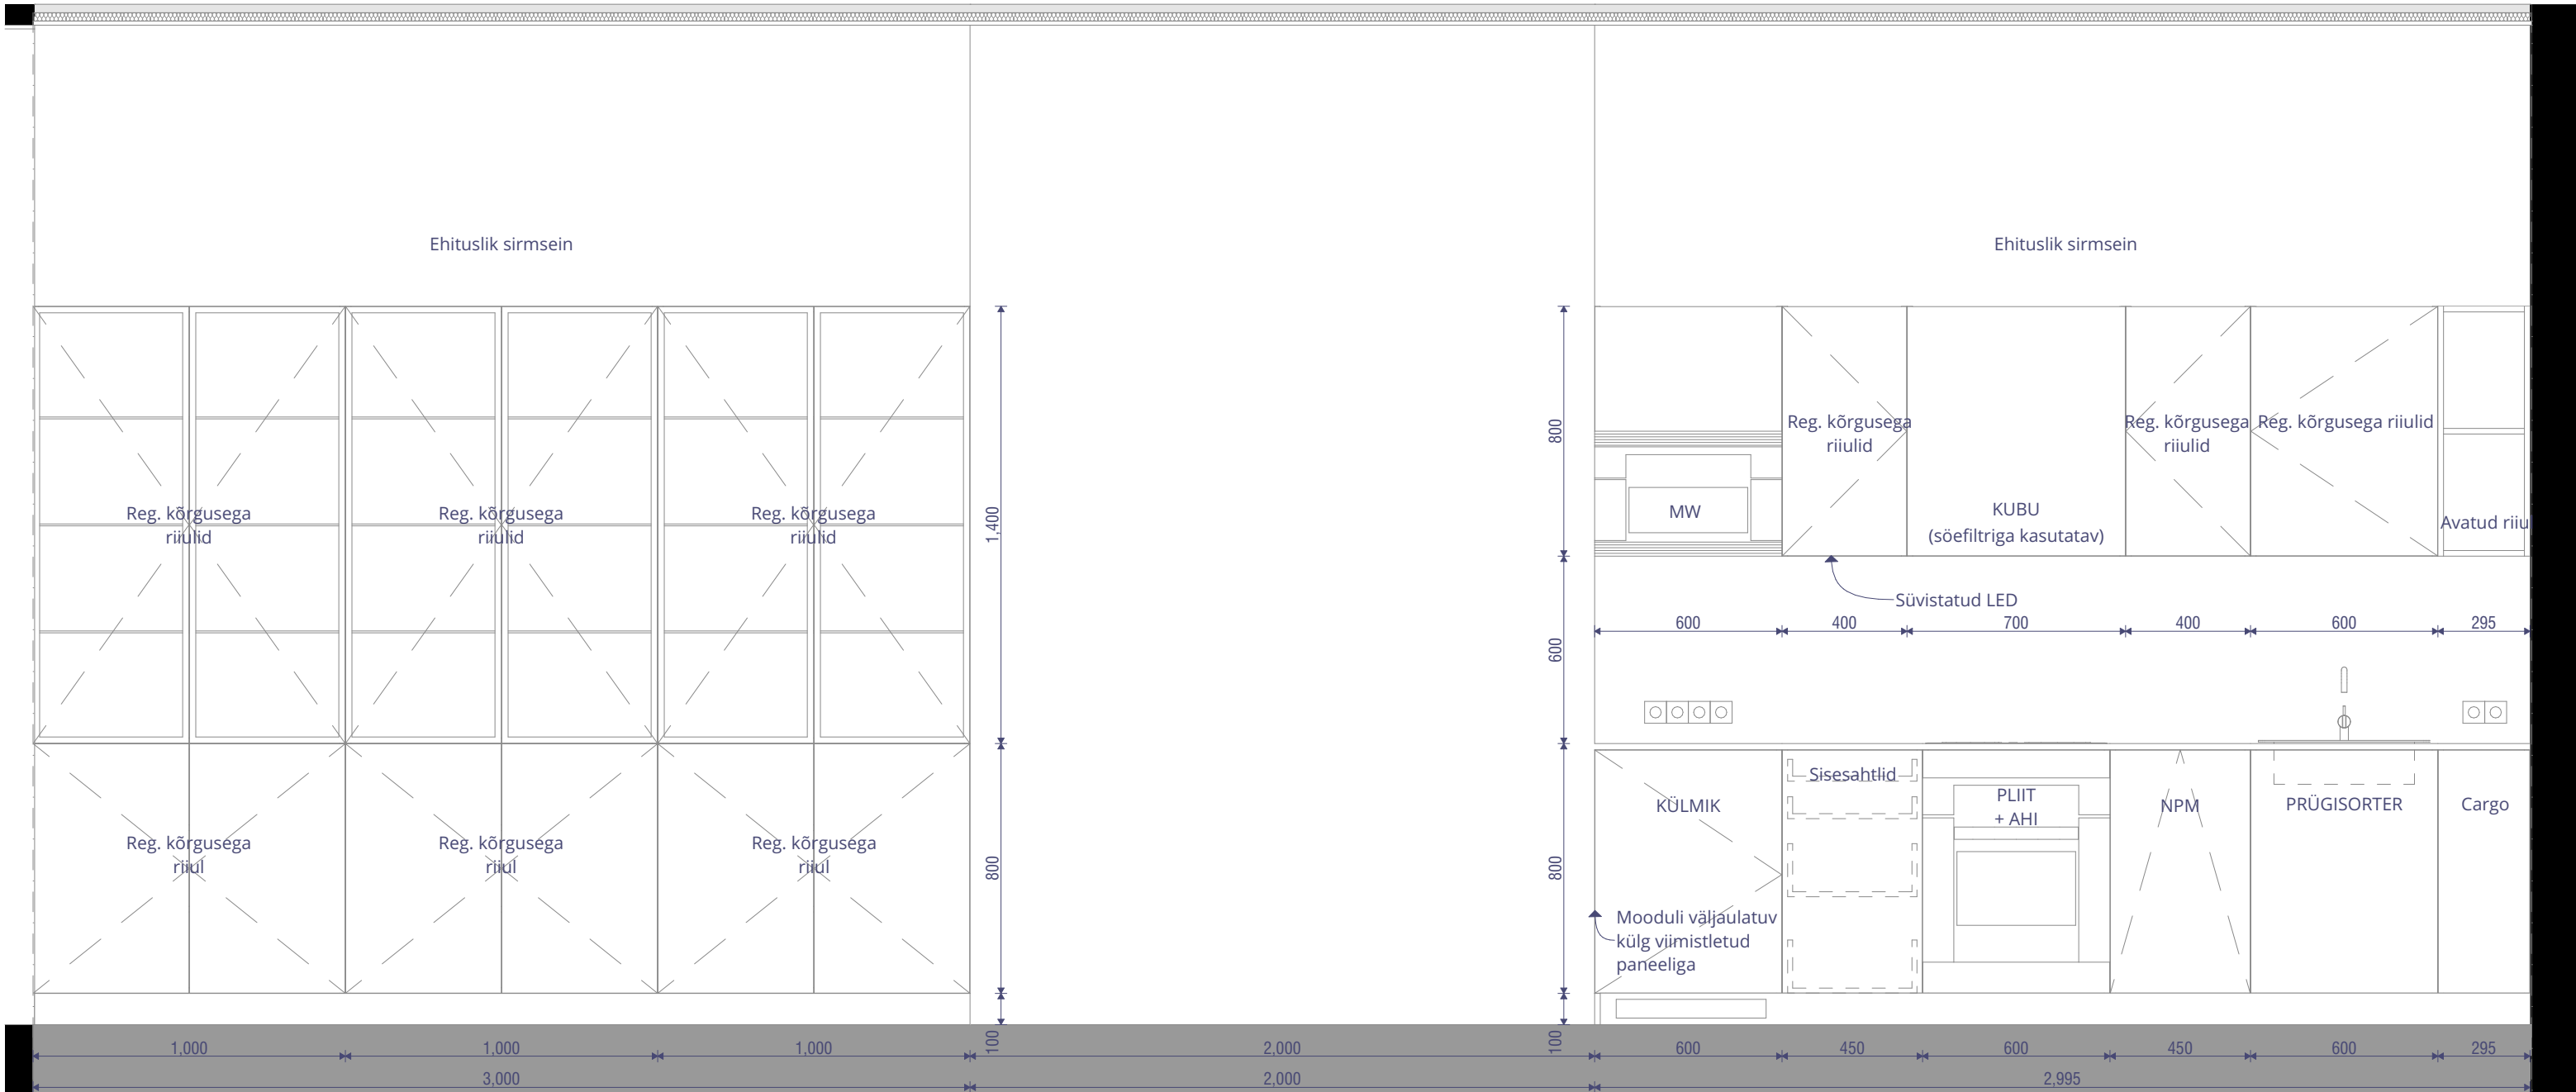 Ehituslik sirmsein
Ehituslik sirmsein
Reg. kõrgusega
riiulid
Reg. kõrgusega
riiulid
Reg. kõrgusega
riiulid
1,400
800
100
Reg. kõrgusega
riiul
Reg. kõrgusega
riiul
Reg. kõrgusega
riiul
800
600
800
100
MW
Reg. kõrgusega
riiulid
KUBU
(söefiltriga kasutatav)
Reg. kõrgusega
riiulid
Reg. kõrgusega riiulid
Avatud riiu
Süvistatud LED
600 400 700 400 600 295
KÜLMIK
Sisesahtlid
PLIIT
+ AHI
NPM
PRÜGISORTER
Cargo
Mooduli väljaulatuv
külg viimistletud
paneeliga
1,000 1,000 1,000 2,000 600 450 600 450 600 295
3,000 2,000 2,995